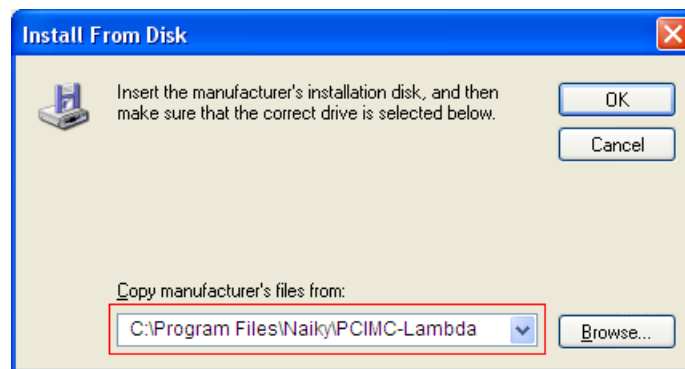 Install From Disk
Insert the manufacturer's installation disk, and then
make sure that the correct drive is selected below.
OK
Cancel
Copy manufacturer's files from:
C:\Program Files\Naiky\PCIMC-Lambda
Browse...